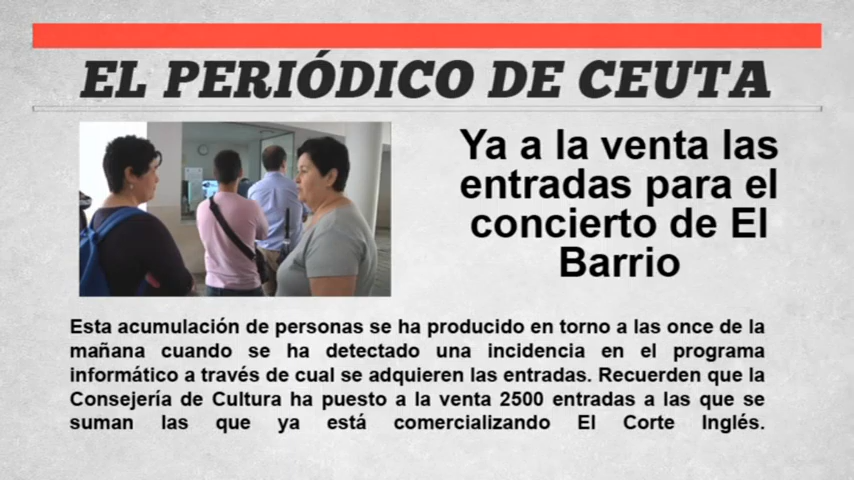 EL PERIÓDICO DE CEUTA
Ya a la venta las
entradas para el
concierto de El
Barrio
Esta acumulación de personas se ha producido en torno a las once de la
mañana cuando se ha detectado una incidencia en el programa
informático a través de cual se adquieren las entradas. Recuerden que la
Consejería de Cultura ha puesto a la venta 2500 entradas a las que se
suman las que ya está comercializando El Corte Inglés.